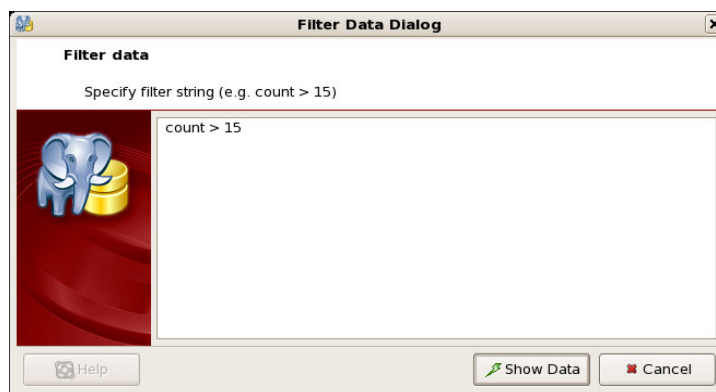 Filter Data Dialog
Filter data
Specify filter string (e.g. count > 15)
count > 15
Help
Show Data
Cancel